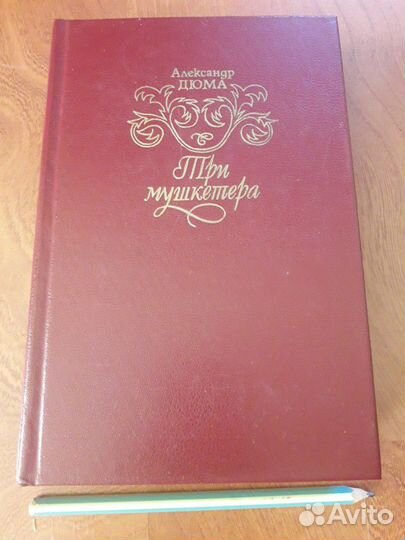 Александр
ДЮМА
Три
мушкетера
Avito